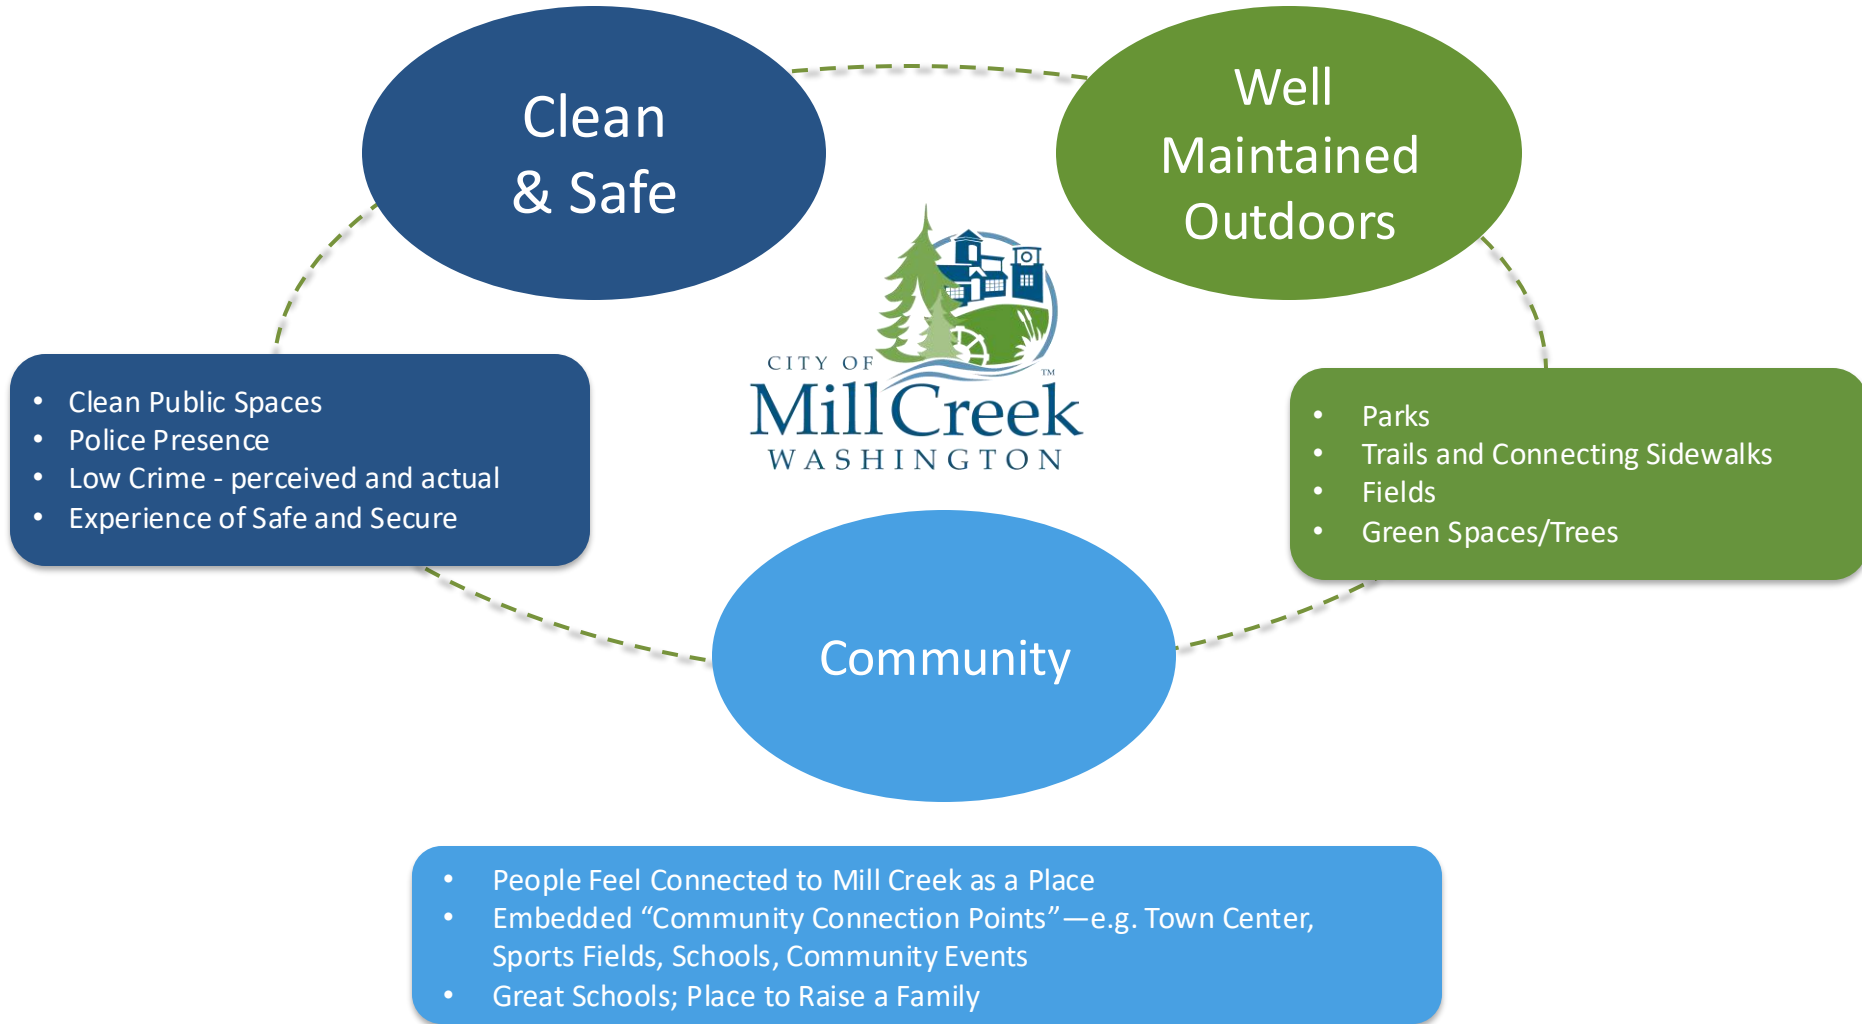 Clean
& Safe
Well
Maintained
Outdoors
CITY OF
Mill Creek™
WASHINGTON
• Clean Public Spaces
• Police Presence
• Low Crime - perceived and actual
• Experience of Safe and Secure
• Parks
• Trails and Connecting Sidewalks
• Fields
• Green Spaces/Trees
Community
• People Feel Connected to Mill Creek as a Place
• Embedded “Community Connection Points”—e.g. Town Center,
Sports Fields, Schools, Community Events
• Great Schools; Place to Raise a Family